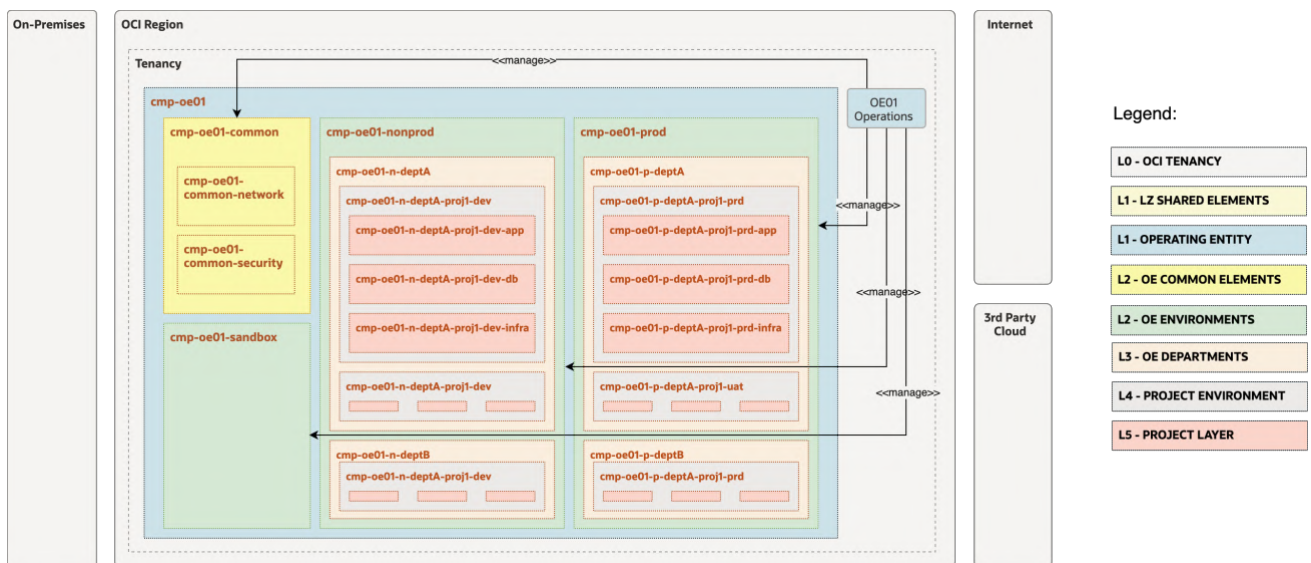 On-Premises
OCI Region
Internet
Tenancy
<<manage>>
cmp-oe01
OE01
Operations
cmp-oe01-common
cmp-oe01-nonprod
cmp-oe01-prod
cmp-oe01-
common-network
cmp-oe01-
common-security
cmp-oe01-sandbox
cmp-oe01-n-deptA
cmp-oe01-n-deptA-proj1-dev
cmp-oe01-n-deptA-proj1-dev-app
cmp-oe01-n-deptA-proj1-dev-db
cmp-oe01-n-deptA-proj1-dev-infra
cmp-oe01-n-deptA-proj1-dev
cmp-oe01-n-deptB
cmp-oe01-n-deptA-proj1-dev
cmp-oe01-p-deptA
cmp-oe01-p-deptA-proj1-prd
cmp-oe01-p-deptA-proj1-prd-app
cmp-oe01-p-deptA-proj1-prd-db
cmp-oe01-p-deptA-proj1-prd-infra
cmp-oe01-p-deptA-proj1-uat
cmp-oe01-p-deptB
cmp-oe01-p-deptA-proj1-prd
<<manage>>
<<manage>>
<<manage>>
3rd Party
Cloud
Legend:
L0 - OCI TENANCY
L1 - LZ SHARED ELEMENTS
L1 - OPERATING ENTITY
L2 - OE COMMON ELEMENTS
L2 - OE ENVIRONMENTS
L3 - OE DEPARTMENTS
L4 - PROJECT ENVIRONMENT
L5 - PROJECT LAYER